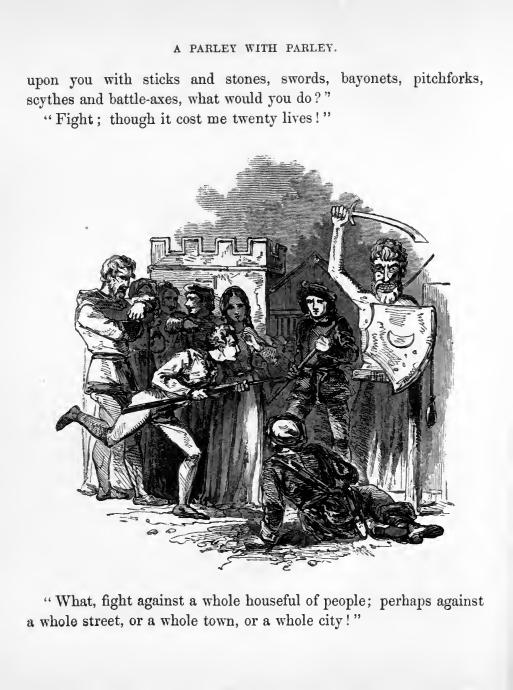 A PARLEY WITH PARLEY.
upon you with sticks and stones, swords, bayonets, pitchforks,
scythes and battle-axes, what would you do?"
"Fight; though it cost me twenty lives!"
"What, fight against a whole houseful of people; perhaps against
a whole street, or a whole town, or a whole city!"